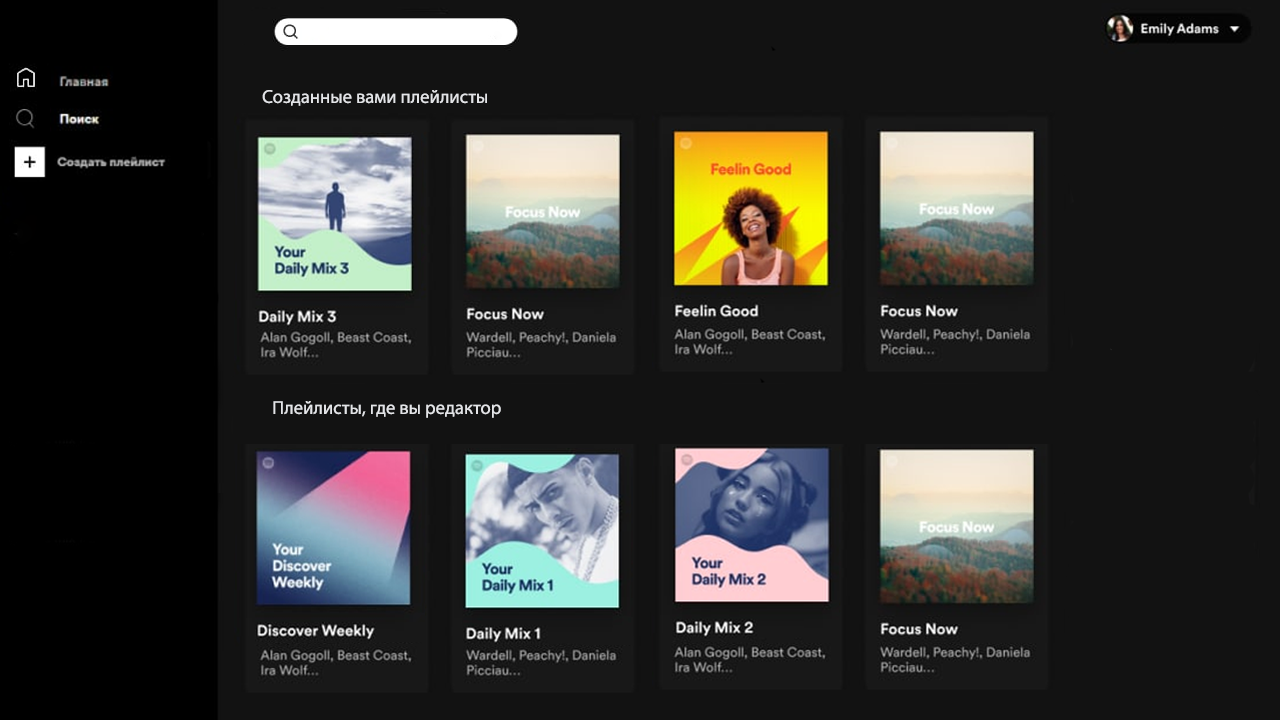 Emily Adams
Главная
Поиск
Создать плейлист
Созданные вами плейлисты
Your
Daily Mix 3
Daily Mix 3
Alan Gogoll, Beast Coast,
Ira Wolf...
Focus Now
Focus Now
Wardell, Peachy!, Daniela
Picciau...
Feelin Good
Feelin Good
Alan Gogoll, Beast Coast,
Ira Wolf...
Focus Now
Focus Now
Wardell, Peachy!, Daniela
Picciau...
Плейлисты, где вы редактор
Your
Discover
Weekly
Discover Weekly
Alan Gogoll, Beast Coast,
Ira Wolf...
Your
Daily Mix 1
Daily Mix 1
Wardell, Peachy!, Daniela
Picciau...
Your
Daily Mix 2
Daily Mix 2
Alan Gogoll, Beast Coast,
Ira Wolf...
Focus Now
Focus Now
Wardell, Peachy!, Daniela
Picciau...